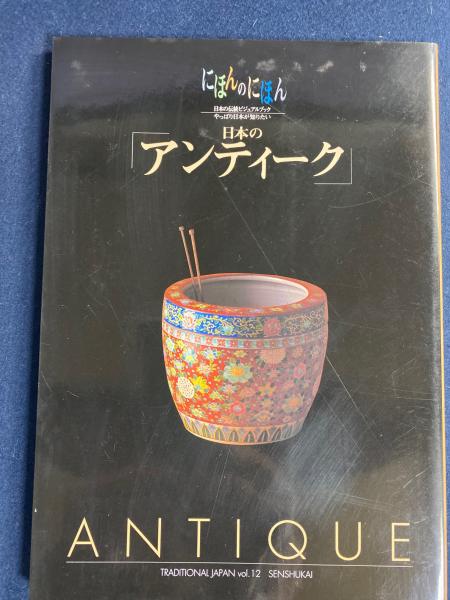 にほんのにほん
日本の伝統ビジュアルブック
やっぱり日本が知りたい
日本の
「アンティーク」
ANTIQUE
TRADITIONAL JAPAN vol.12 SENSHUKAI